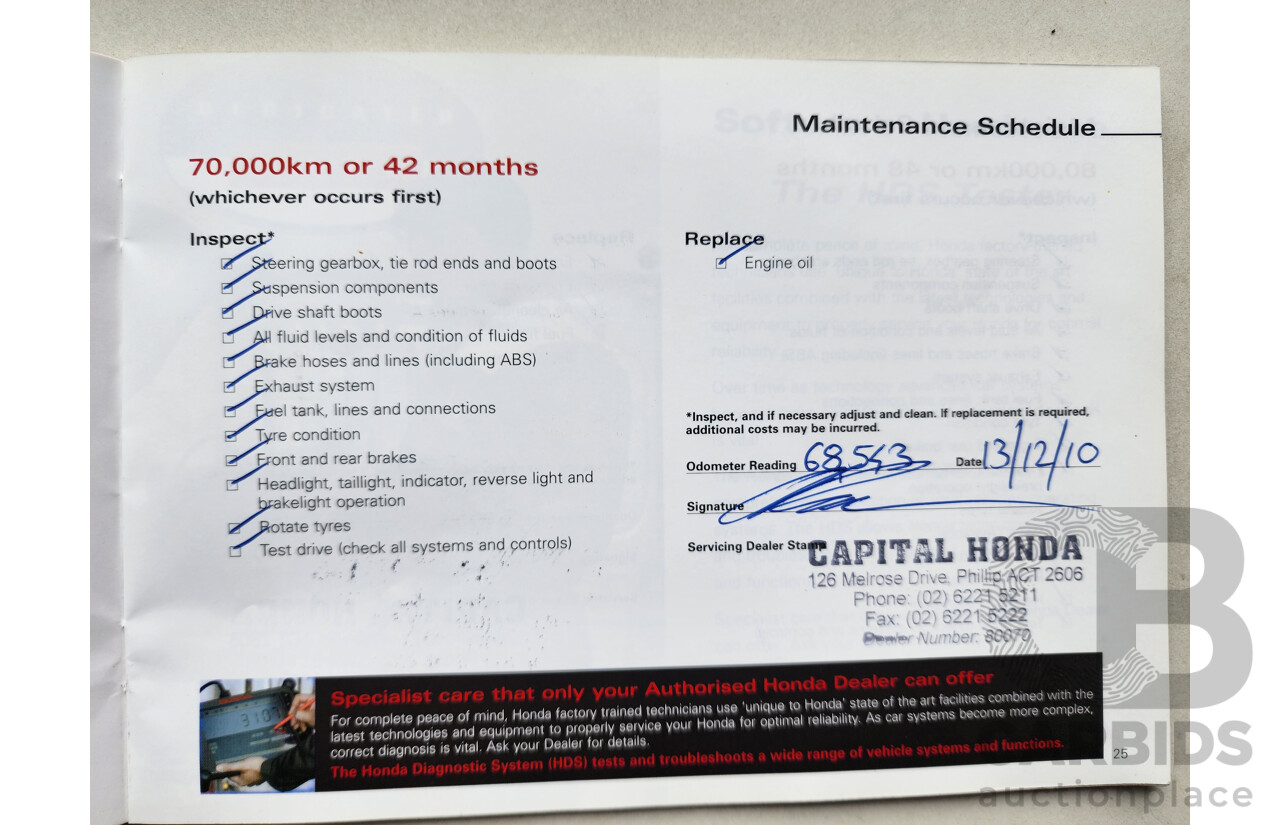 Maintenance Schedule
70,000km or 42 months
(whichever occurs first)
Inspect*
Steering gearbox, tie rod ends and boots
Suspension components
Drive shaft boots
All fluid levels and condition of fluids
Brake hoses and lines (including ABS)
Exhaust system
Fuel tank, lines and connections
Tyre condition
Front and rear brakes
Headlight, taillight, indicator, reverse light and
brakelight operation
Rotate tyres
Test drive (check all systems and controls)
Replace
Engine oil
*Inspect, and if necessary adjust and clean. If replacement is required,
additional costs may be incurred.
Odometer Reading 68,543 Date 13/12/10
Signature
Servicing Dealer Stamp
CAPITAL HONDA
126 Melrose Drive, Phillip ACT 2606
Phone: (02) 6221 5211
Fax: (02) 6221 5222
Dealer Number: 80070
Specialist care that only your Authorised Honda Dealer can offer
For complete peace of mind, Honda factory trained technicians use 'unique to Honda' state of the art facilities combined with the
latest technologies and equipment to properly service your Honda for optimal reliability. As car systems become more complex,
correct diagnosis is vital. Ask your Dealer for details.
The Honda Diagnostic System (HDS) tests and troubleshoots a wide range of vehicle systems and functions.
25
CARBIDS
auctionplace